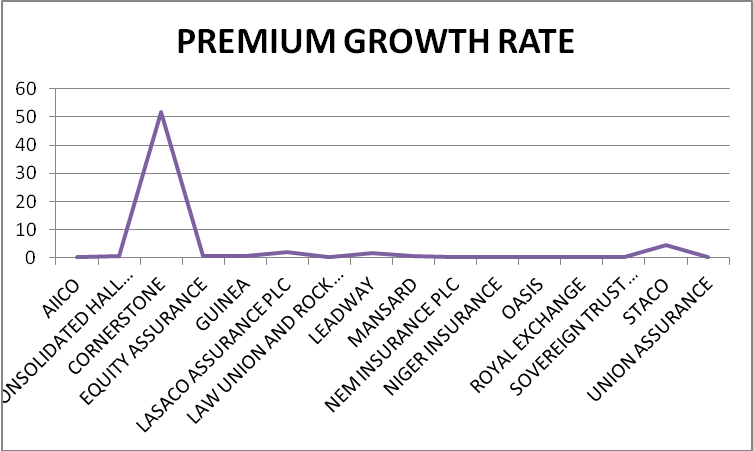 PREMIUM GROWTH RATE
60
50
40
30
20
10
0
AIICO
ONSOLIDATED HALL...
CORNERSTONE
EQUITY ASSURANCE
GUINEA
LASACO ASSURANCE PLC
LAW UNION AND ROCK...
LEADWAY
MANSARD
NEM INSURANCE PLC
NIGER INSURANCE
OASIS
ROYAL EXCHANGE
SOVEREIGN TRUST...
STACO
UNION ASSURANCE